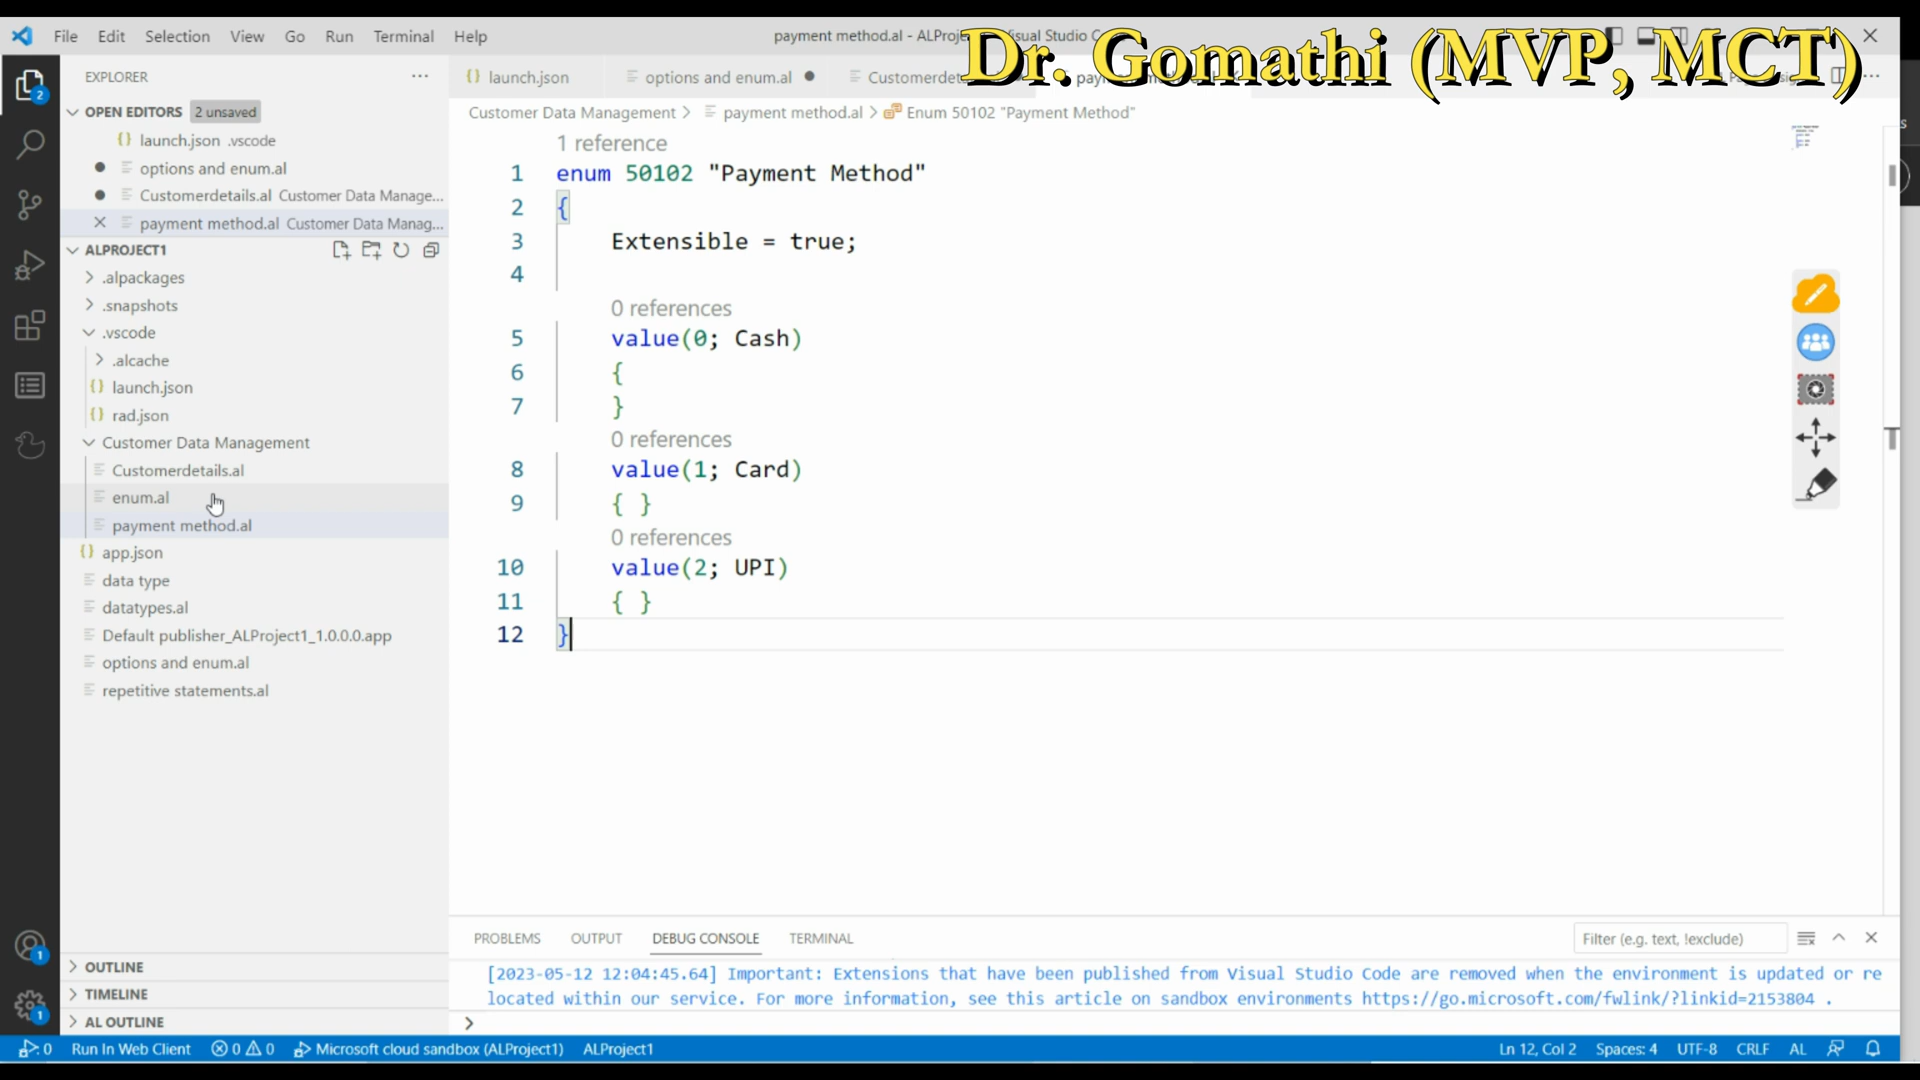 File Edit Selection View Go Run Terminal Help
payment method.al - ALProje
Visual Studio C
Dr. Gomathi (MVP, MCT)
EXPLORER
launch.json
options and enum.al
Customerdet
OPEN EDITORS 2 unsaved
launch.json .vscode
options and enum.al
Customerdetails.al Customer Data Manage...
payment method.al Customer Data Manag...
ALPROJECT1
.alpackages
.snapshots
.vscode
.alcache
launch.json
rad.json
Customer Data Management
Customerdetails.al
enum.al
payment method.al
app.json
data type
datatypes.al
Default publisher_ALProject1_1.0.0.0.app
options and enum.al
repetitive statements.al
OUTLINE
TIMELINE
AL OUTLINE
Customer Data Management > payment method.al > Enum 50102 "Payment Method"
1 reference
1 enum 50102 "Payment Method"
2 {
3 Extensible = true;
4
0 references
5 value(0; Cash)
6 {
7 }
0 references
8 value(1; Card)
9 { }
0 references
10 value(2; UPI)
11 { }
12 }
PROBLEMS OUTPUT DEBUG CONSOLE TERMINAL
Filter (e.g. text, !exclude)
[2023-05-12 12:04:45.64] Important: Extensions that have been published from Visual Studio Code are removed when the environment is updated or re
located within our service. For more information, see this article on sandbox environments https://go.microsoft.com/fwlink/?linkid=2153804 .
>
0 Run In Web Client 0 0 Microsoft cloud sandbox (ALProject1) ALProject1
Ln 12, Col 2 Spaces: 4 UTF-8 CRLF AL